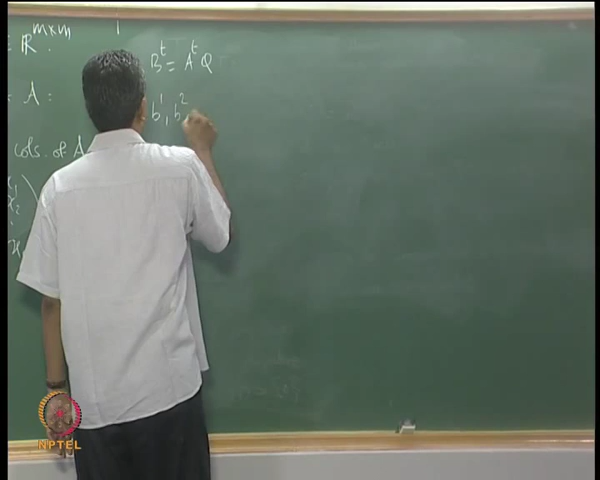 ℝ^{m×n}
A =
cols. of A
B^t = A^t Q
b^1, b^2
NPTEL